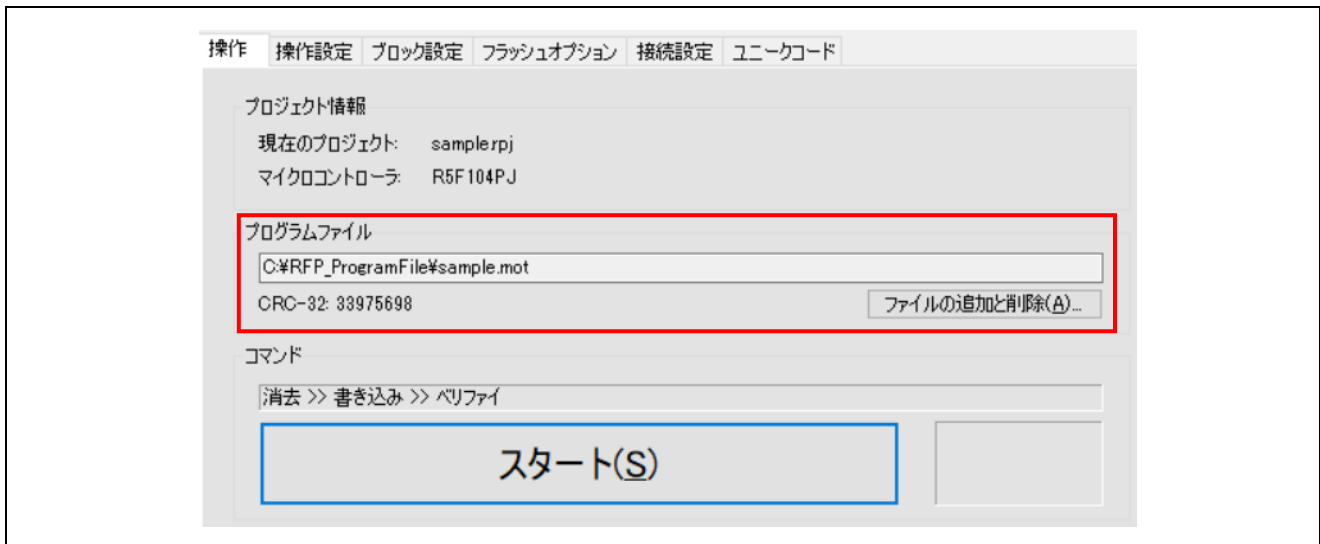 操作 操作設定 ブロック設定 フラッシュオプション 接続設定 ユニークコード
プロジェクト情報
現在のプロジェクト: sample.rpj
マイクロコントローラ: R5F104PJ
プログラムファイル
C:¥RFP_ProgramFile¥sample.mot
CRC-32: 33975698 ファイルの追加と削除(A)...
コマンド
消去 >> 書き込み >> ベリファイ
スタート(S)